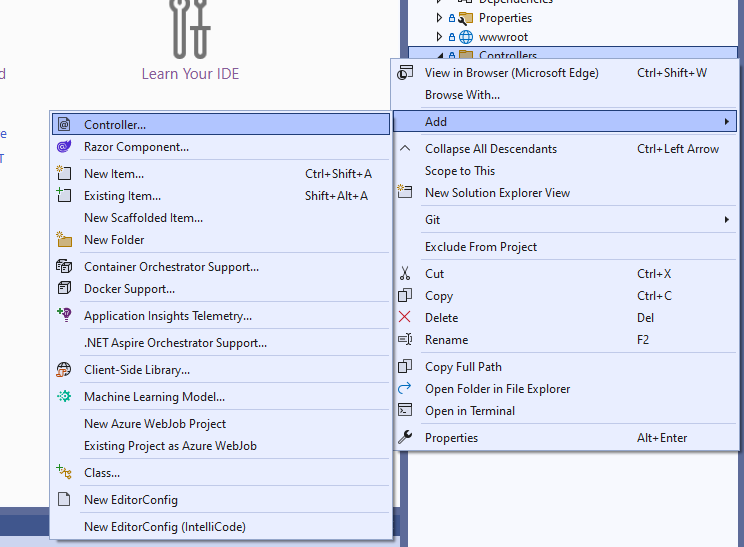 Dependencies
Properties
wwwroot
Controllers
Learn Your IDE
d
e
T
View in Browser (Microsoft Edge) Ctrl+Shift+W
Browse With...
Add
Collapse All Descendants Ctrl+Left Arrow
Scope to This
New Solution Explorer View
Git
Exclude From Project
Cut Ctrl+X
Copy Ctrl+C
Delete Del
Rename F2
Copy Full Path
Open Folder in File Explorer
Open in Terminal
Properties Alt+Enter
Controller...
Razor Component...
New Item... Ctrl+Shift+A
Existing Item... Shift+Alt+A
New Scaffolded Item...
New Folder
Container Orchestrator Support...
Docker Support...
Application Insights Telemetry...
.NET Aspire Orchestrator Support...
Client-Side Library...
Machine Learning Model...
New Azure WebJob Project
Existing Project as Azure WebJob
Class...
New EditorConfig
New EditorConfig (IntelliCode)